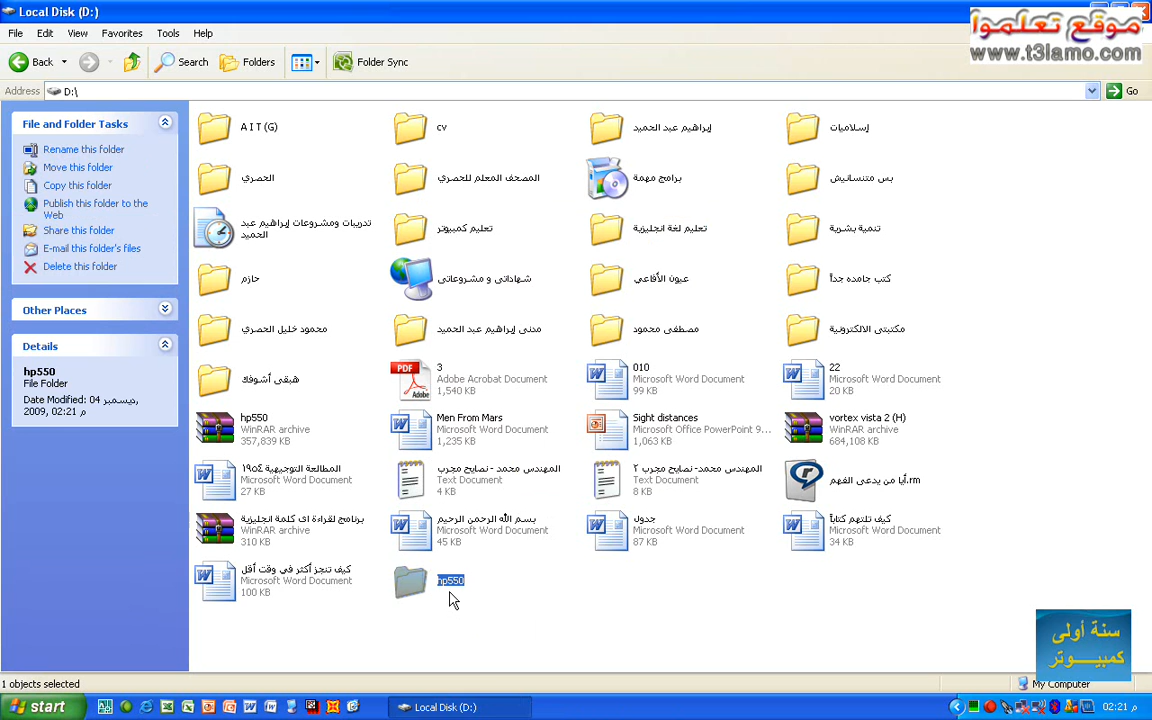 Local Disk (D:)
موقع تعلموا
www.t3lamo.com
File Edit View Favorites Tools Help
Back Search Folders Folder Sync
Address D:\ Go
File and Folder Tasks
Rename this folder
Move this folder
Copy this folder
Publish this folder to the
Web
Share this folder
E-mail this folder's files
Delete this folder
Other Places
Details
hp550
File Folder
Date Modified: 04 ديسمبر,
2009, 02:21 م
A I T (G)
cv
إبراهيم عبد الحميد
إسلاميات
الحصري
المصحف المعلم للحصري
برامج مهمة
بس متنسانيش
تدريبات ومشروعات إبراهيم عبد
الحميد
تعليم كمبيوتر
تعليم لغة انجليزية
تنمية بشرية
حازم
شهاداتى و مشروعاتى
عيون الأفاعي
كتب جامده جداً
محمود خليل الحصري
مدنى إبراهيم عبد الحميد
مصطفى محمود
مكتبتى الالكترونية
هبقى أشوفك
3
Adobe Acrobat Document
1,540 KB
PDF
Adobe
010
Microsoft Word Document
99 KB
22
Microsoft Word Document
20 KB
hp550
WinRAR archive
357,839 KB
Men From Mars
Microsoft Word Document
1,235 KB
Sight distances
Microsoft Office PowerPoint 9...
1,063 KB
vortex vista 2 (H)
WinRAR archive
684,108 KB
المطالعة التوجيهية ١٩٥٤
Microsoft Word Document
27 KB
المهندس محمد - نصايح مجرب
Text Document
4 KB
المهندس محمد- نصايح مجرب ٢
Text Document
8 KB
أيا من يدعى الفهم.rm
برنامج لقراءة اى كلمة انجليزية
WinRAR archive
310 KB
بسم الله الرحمن الرحيم
Microsoft Word Document
45 KB
جدول
Microsoft Word Document
87 KB
كيف تلتهم كتاباً
Microsoft Word Document
34 KB
كيف تنجز أكثر في وقت أقل
Microsoft Word Document
100 KB
hp550
سنة أولى
كمبيوتر
1 objects selected
My Computer
start
Local Disk (D:)
02:21 م